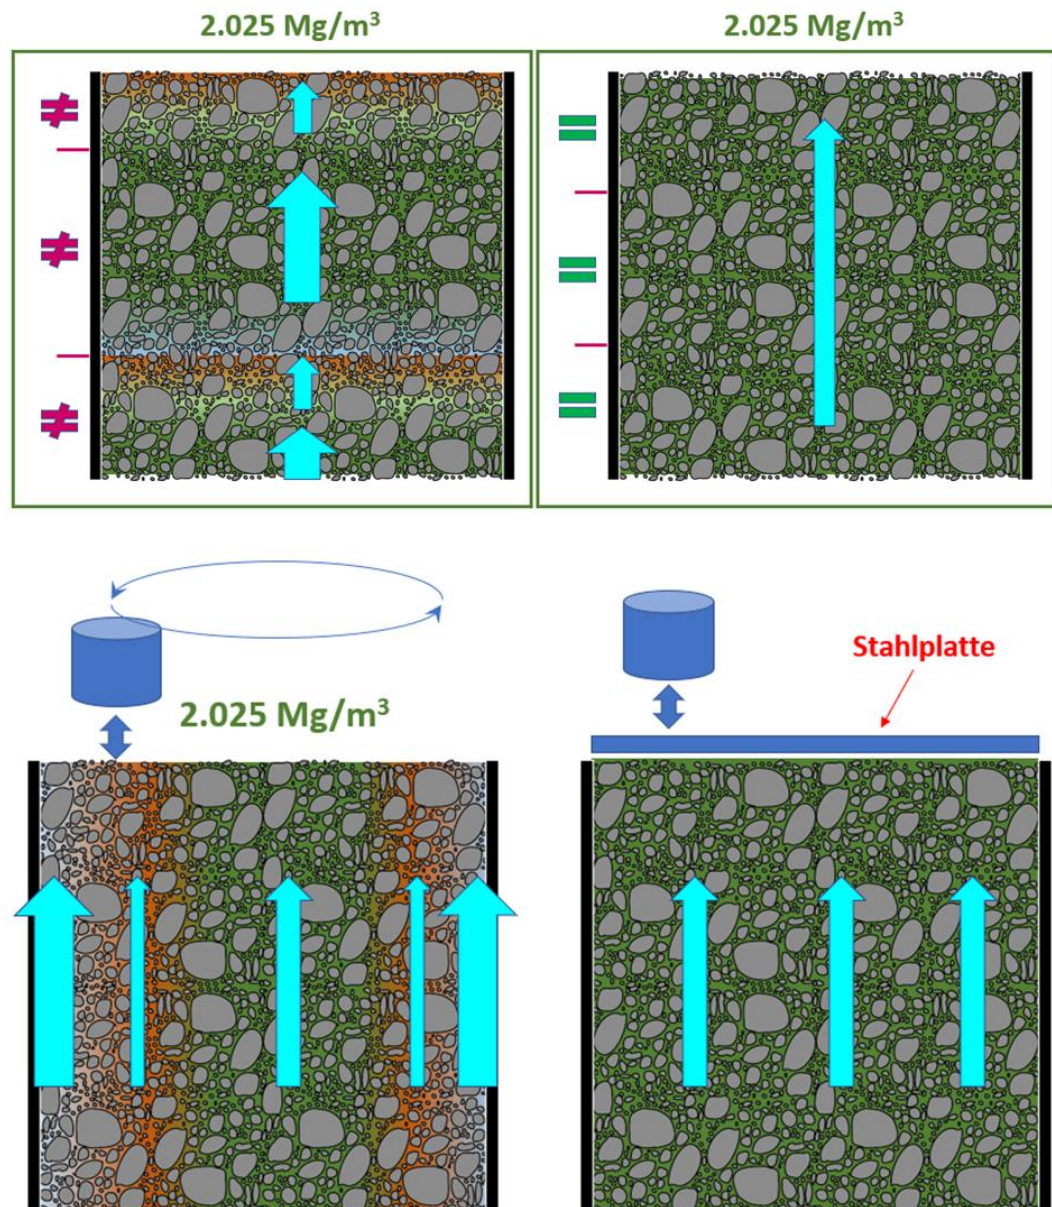 2.025 Mg/m³
2.025 Mg/m³
≠
=
≠
=
≠
=
Stahlplatte
2.025 Mg/m³